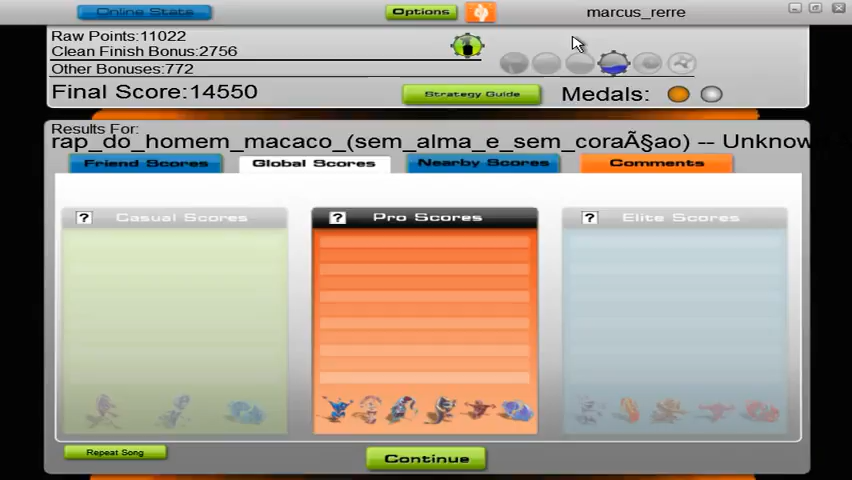 Online Stats
Options
marcus_rerre
Raw Points:11022
Clean Finish Bonus:2756
Other Bonuses:772
Final Score:14550
Strategy Guide
Medals:
Results For:
rap_do_homem_macaco_(sem_alma_e_sem_coraÃ§ao) -- Unknown
Friend Scores
Global Scores
Nearby Scores
Comments
? Casual Scores
? Pro Scores
? Elite Scores
Repeat Song
Continue